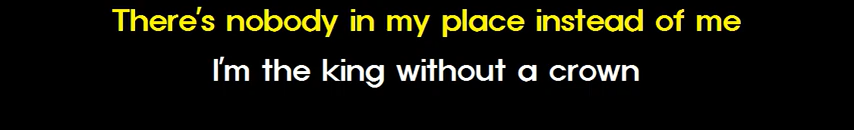 There's nobody in my place instead of me
I'm the king without a crown